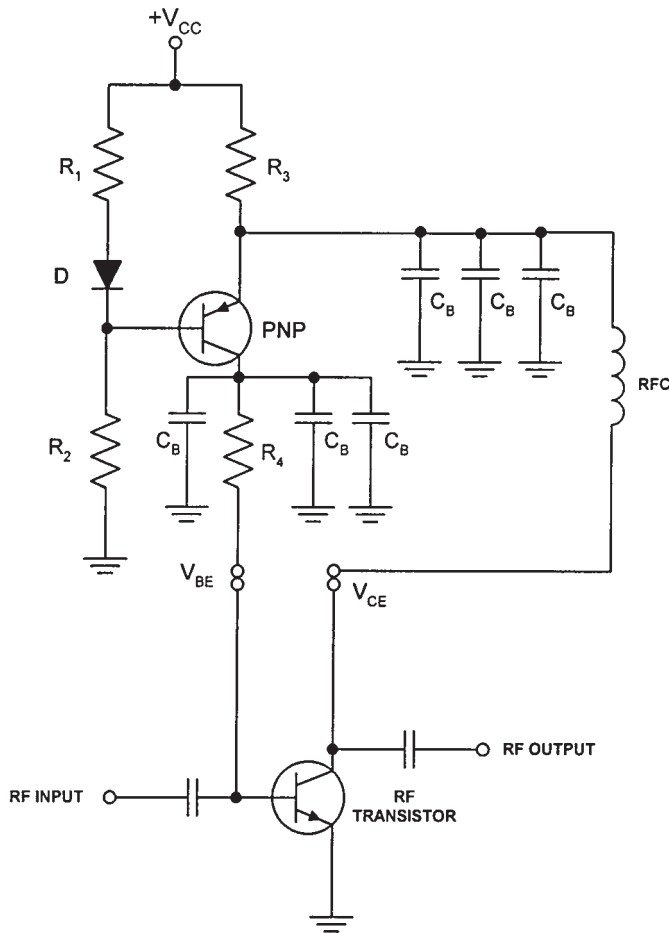 +VCC
R1
R3
D
PNP
CB
CB
CB
RFC
R2
CB
R4
CB
CB
VBE
VCE
RF OUTPUT
RF INPUT
RF
TRANSISTOR